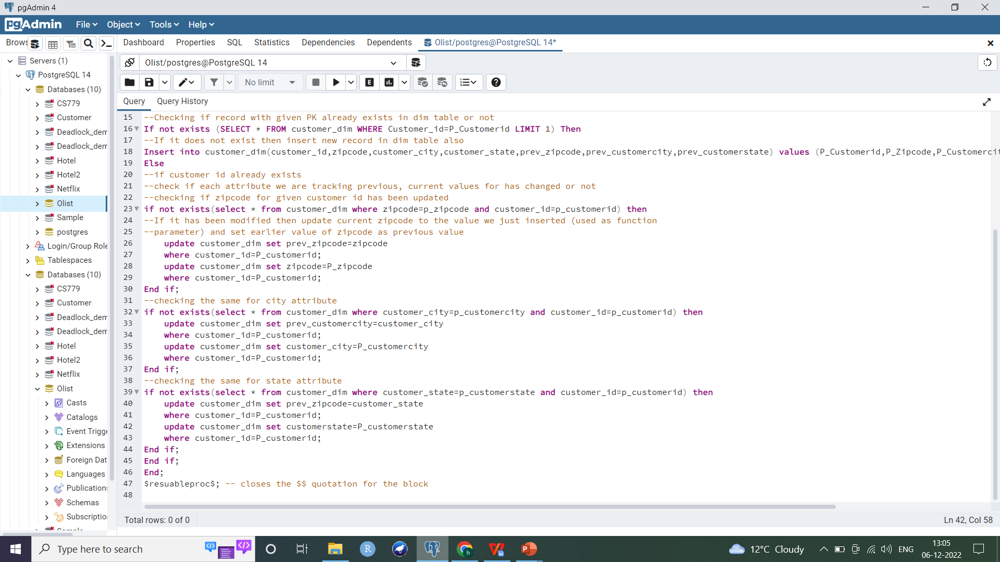 pgAdmin 4
pgAdmin File Object Tools Help
Brows Dashboard Properties SQL Statistics Dependencies Dependents Olist/postgres@PostgreSQL 14*
Servers (1)
PostgreSQL 14
Databases (10)
CS779
Customer
Deadlock_dem
Deadlock_dem
Hotel
Hotel2
Netflix
Olist
Sample
postgres
Login/Group Role
Tablespaces
Databases (10)
CS779
Customer
Deadlock_dem
Deadlock_dem
Hotel
Hotel2
Netflix
Olist
Casts
Catalogs
Event Trigge
Extensions
Foreign Dat
Languages
Publications
Schemas
Subscriptio
Olist/postgres@PostgreSQL 14
No limit
E
Query Query History
15 --Checking if record with given PK already exists in dim table or not
16 If not exists (SELECT * FROM customer_dim WHERE Customer_id=P_Customerid LIMIT 1) Then
17 --If it does not exist then insert new record in dim table also
18 Insert into customer_dim(customer_id,zipcode,customer_city,customer_state,prev_zipcode,prev_customercity,prev_customerstate) values (P_Customerid,P_Zipcode,P_Customercit
19 Else
20 --if customer id already exists
21 --check if each attribute we are tracking previous, current values for has changed or not
22 --checking if zipcode for given customer id has been updated
23 if not exists(select * from customer_dim where zipcode=p_zipcode and customer_id=p_customerid) then
24 --If it has been modified then update current zipcode to the value we just inserted (used as function
25 --parameter) and set earlier value of zipcode as previous value
26 update customer_dim set prev_zipcode=zipcode
27 where customer_id=P_customerid;
28 update customer_dim set zipcode=P_zipcode
29 where customer_id=P_customerid;
30 End if;
31 --checking the same for city attribute
32 if not exists(select * from customer_dim where customer_city=p_customercity and customer_id=p_customerid) then
33 update customer_dim set prev_customercity=customer_city
34 where customer_id=P_customerid;
35 update customer_dim set customer_city=P_customercity
36 where customer_id=P_customerid;
37 End if;
38 --checking the same for state attribute
39 if not exists(select * from customer_dim where customer_state=p_customerstate and customer_id=p_customerid) then
40 update customer_dim set prev_zipcode=customer_state
41 where customer_id=P_customerid;
42 update customer_dim set customerstate=P_customerstate
43 where customer_id=P_customerid;
44 End if;
45 End if;
46 End;
47 $resuableproc$; -- closes the $$ quotation for the block
48
Total rows: 0 of 0 Ln 42, Col 58
Type here to search
12°C Cloudy ENG
13:05
06-12-2022